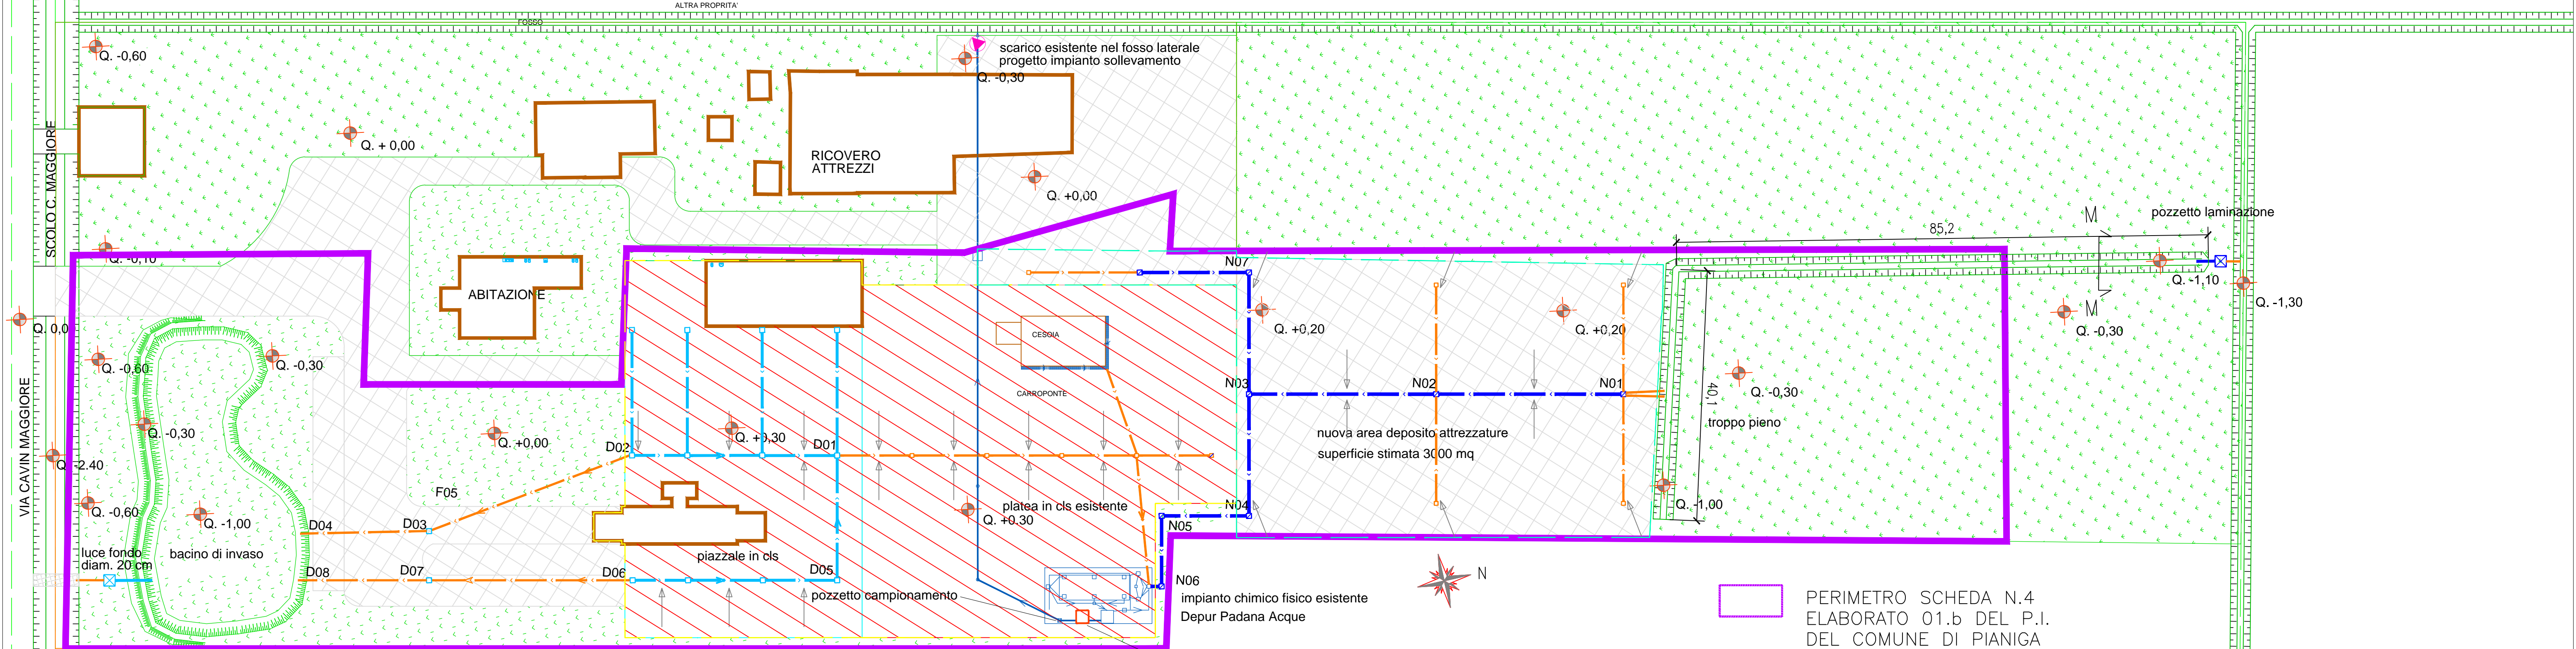 ALTRA PROPRITA'
fosso
SCOLO C. MAGGIORE
VIA CAVIN MAGGIORE
Q. -0,60
Q. + 0,00
scarico esistente nel fosso laterale
progetto impianto sollevamento
Q. -0,30
RICOVERO
ATTREZZI
Q. +0,00
Q. -0,10
ABITAZIONE
Q. 0,0
Q. -0,60
Q. -0,30
Q. -0,30
Q. +0,00
Q. -2.40
Q. -0,60
Q. -1,00
F05
D04
D03
D02
D01
Q. +0,30
luce fondo
diam. 20 cm
bacino di invaso
D08
D07
D06
D05
piazzale in cls
pozzetto campionamento
CESOIA
CARROPONTE
platea in cls esistente
Q. +0.30
N07
N03
N02
N01
N04
N05
N06
Q. +0,20
Q. +0,20
nuova area deposito attrezzature
superficie stimata 3000 mq
impianto chimico fisico esistente
Depur Padana Acque
N
85,2
40,1
M
M
pozzetto laminazione
Q. -1,10
Q. -1,30
Q. -0,30
Q. -0,30
troppo pieno
Q. -1,00
PERIMETRO SCHEDA N.4
ELABORATO 01.b DEL P.I.
DEL COMUNE DI PIANIGA